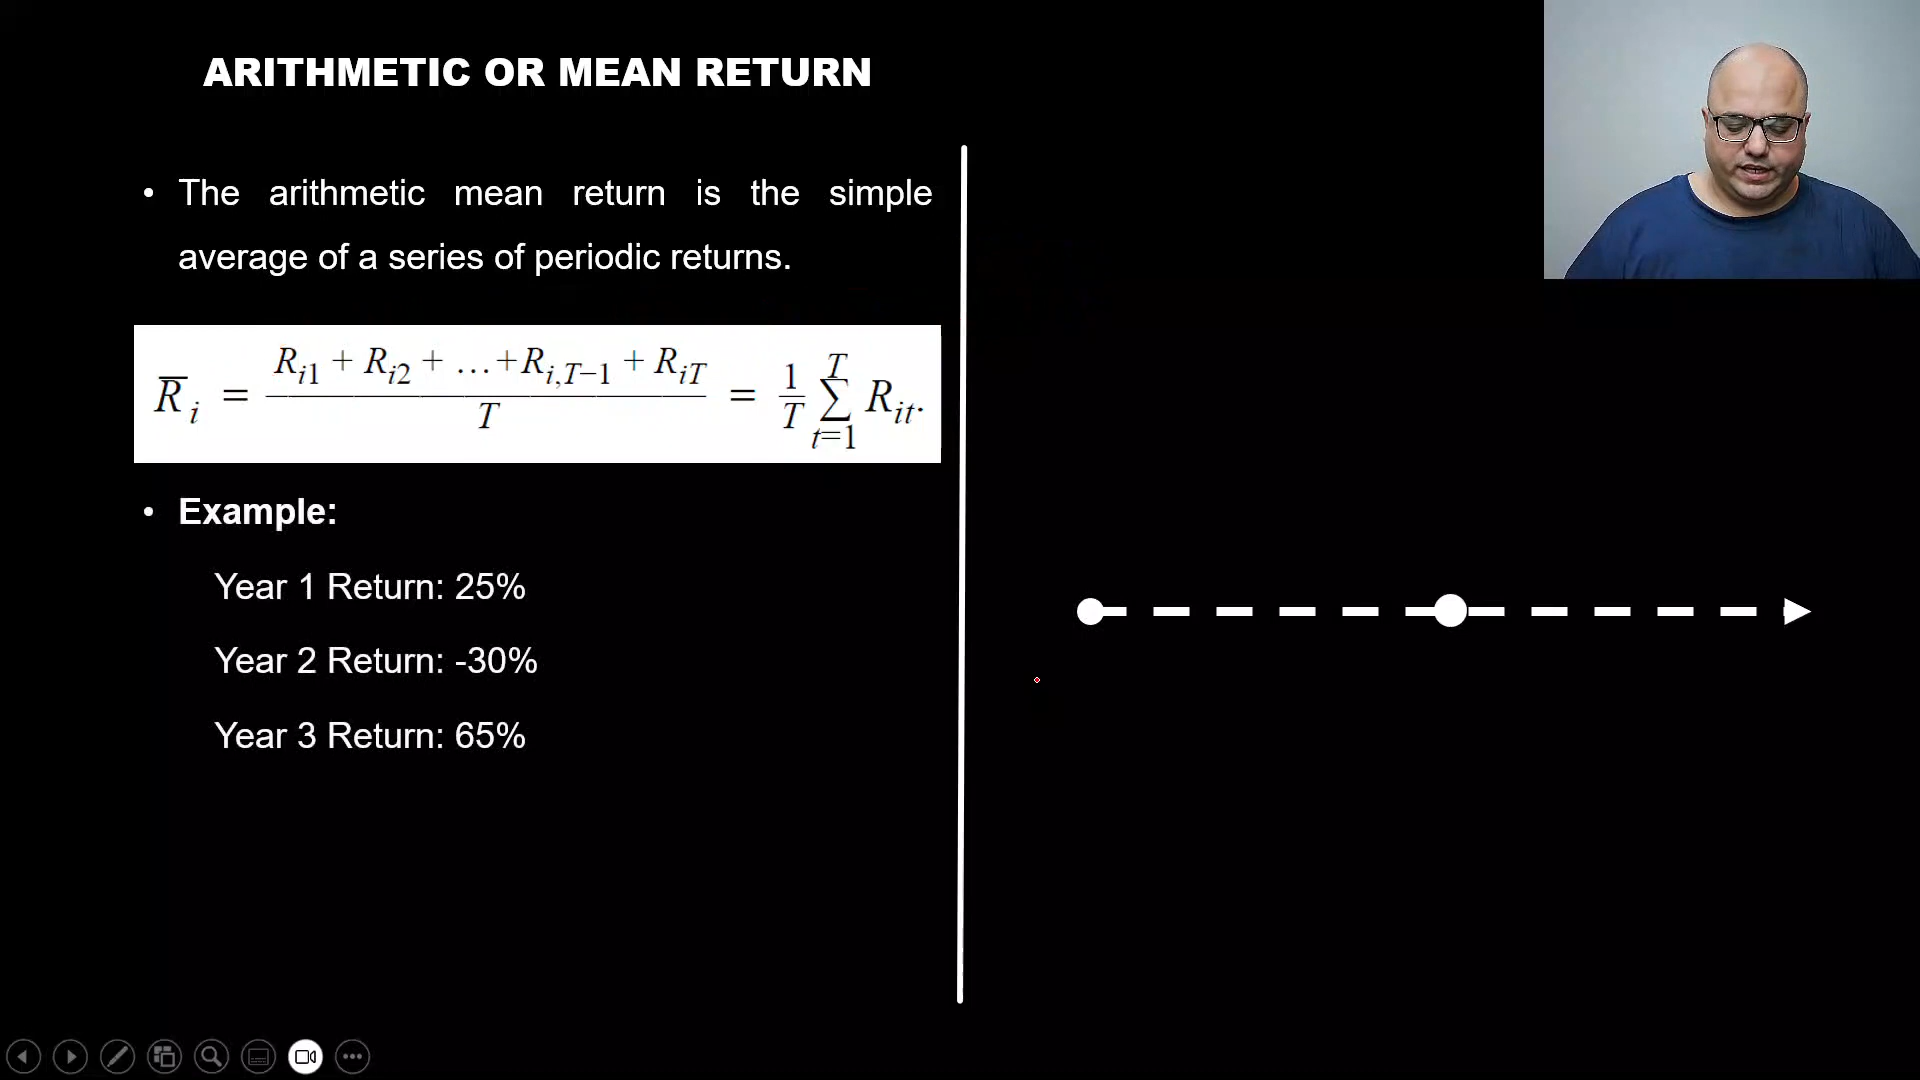 ARITHMETIC OR MEAN RETURN
• The arithmetic mean return is the simple
average of a series of periodic returns.
R̅i = (Ri1 + Ri2 + …+Ri,T−1 + RiT) / T = 1/T ∑_{t=1}^{T} Rit.
• Example:
Year 1 Return: 25%
Year 2 Return: -30%
Year 3 Return: 65%